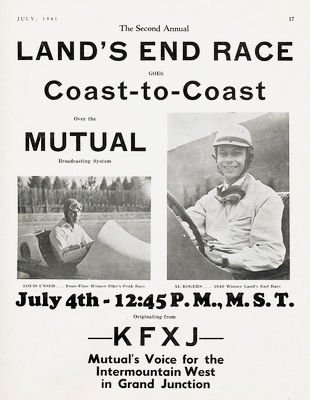 JULY, 1941
17
The Second Annual
LAND'S END RACE
GOES
Coast-to-Coast
Over the
MUTUAL
Broadcasting System
LOUIS UNSER . . . Four-Time Winner Pike's Peak Race
AL ROGERS . . . 1940 Winner Land's End Race
July 4th - 12:45 P. M., M. S. T.
Originating from
—KFXJ—
Mutual's Voice for the
Intermountain West
in Grand Junction